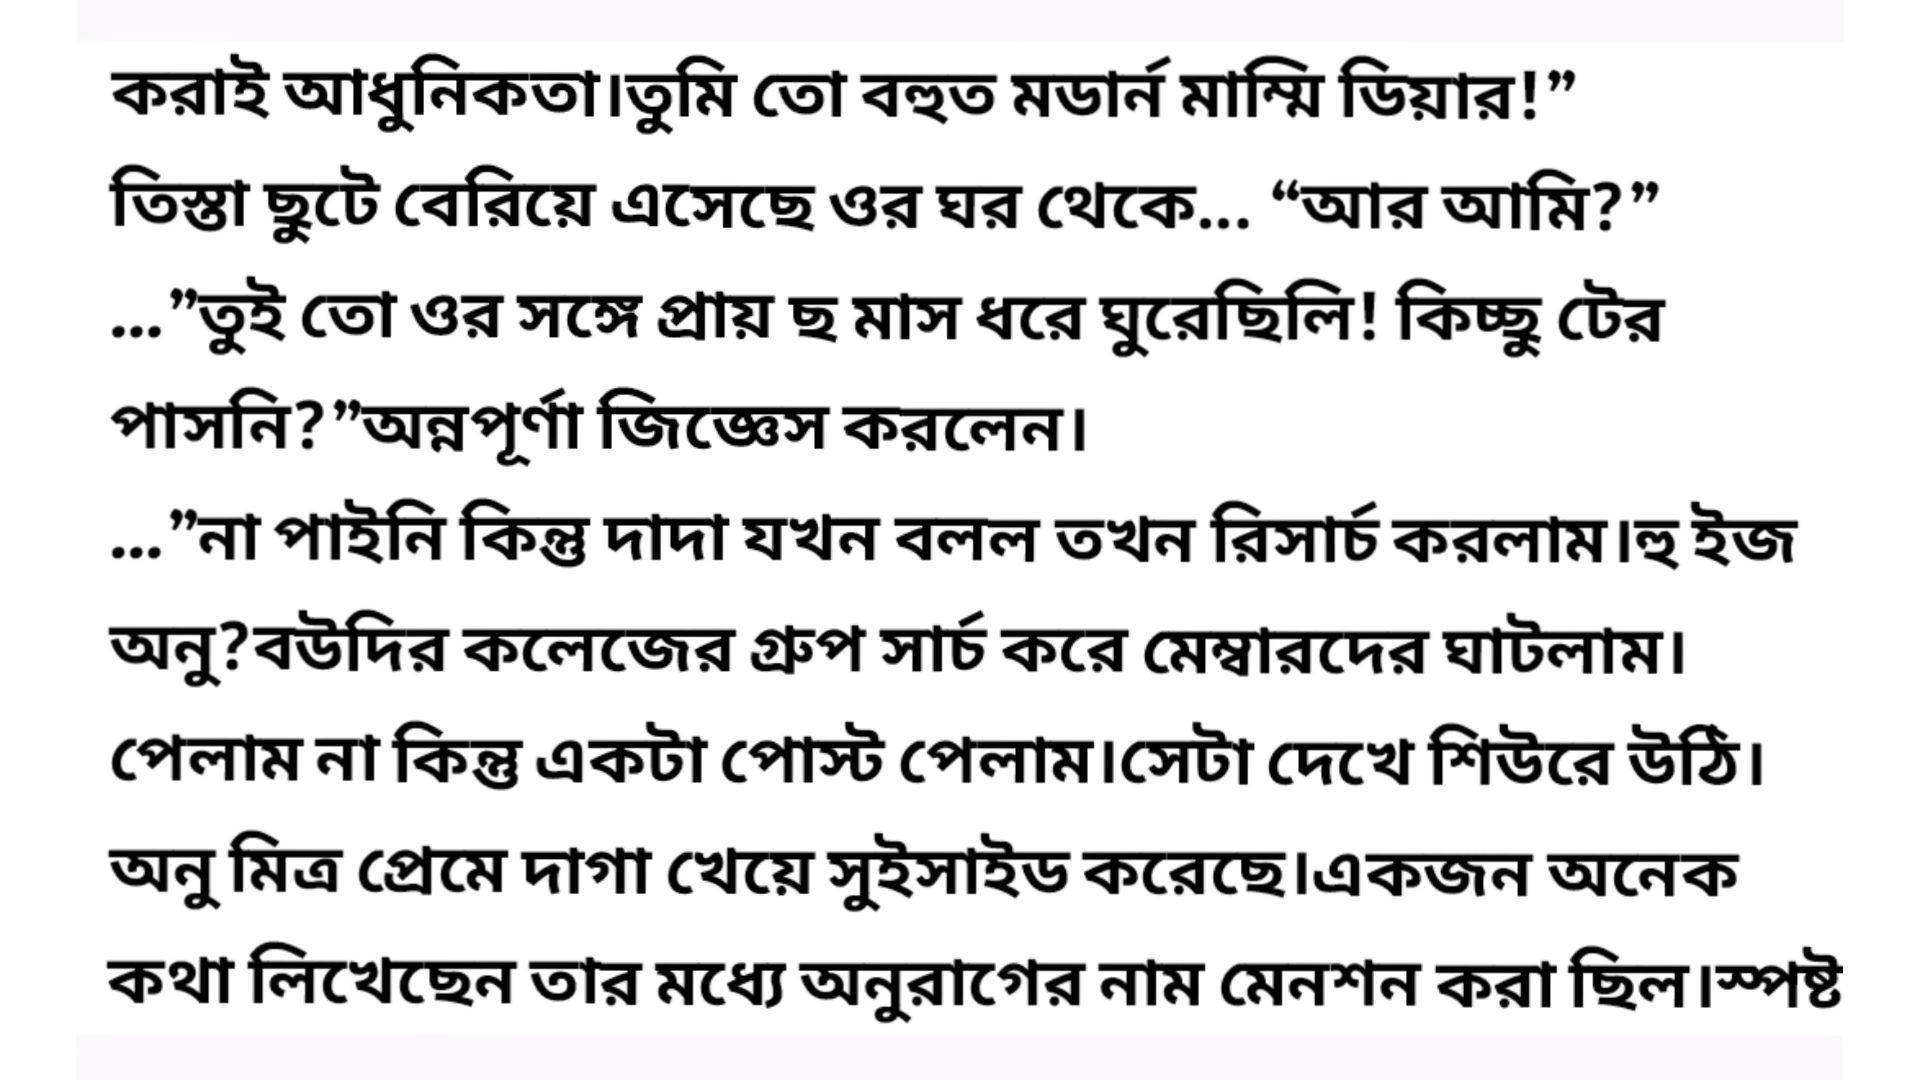 করাই আধুনিকতা।তুমি তো বহুত মডার্ন মাম্মি ডিয়ার!”
তিস্তা ছুটে বেরিয়ে এসেছে ওর ঘর থেকে... “আর আমি?”
...”তুই তো ওর সঙ্গে প্রায় ছ মাস ধরে ঘুরেছিলি! কিচ্ছু টের
পাসনি?”অন্নপূর্ণা জিজ্ঞেস করলেন।
...”না পাইনি কিন্তু দাদা যখন বলল তখন রিসার্চ করলাম।হু ইজ
অনু?বউদির কলেজের গ্রুপ সার্চ করে মেম্বারদের ঘাটলাম।
পেলাম না কিন্তু একটা পোস্ট পেলাম।সেটা দেখে শিউরে উঠি।
অনু মিত্র প্রেমে দাগা খেয়ে সুইসাইড করেছে।একজন অনেক
কথা লিখেছেন তার মধ্যে অনুরাগের নাম মেনশন করা ছিল।স্পষ্ট